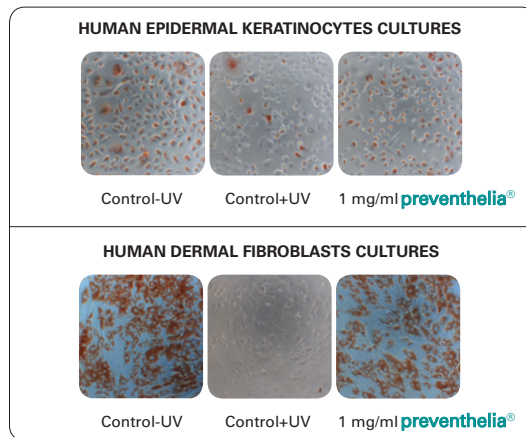 HUMAN EPIDERMAL KERATINOCYTES CULTURES
Control-UV Control+UV 1 mg/ml preventhelia®
HUMAN DERMAL FIBROBLASTS CULTURES
Control-UV Control+UV 1 mg/ml preventhelia®